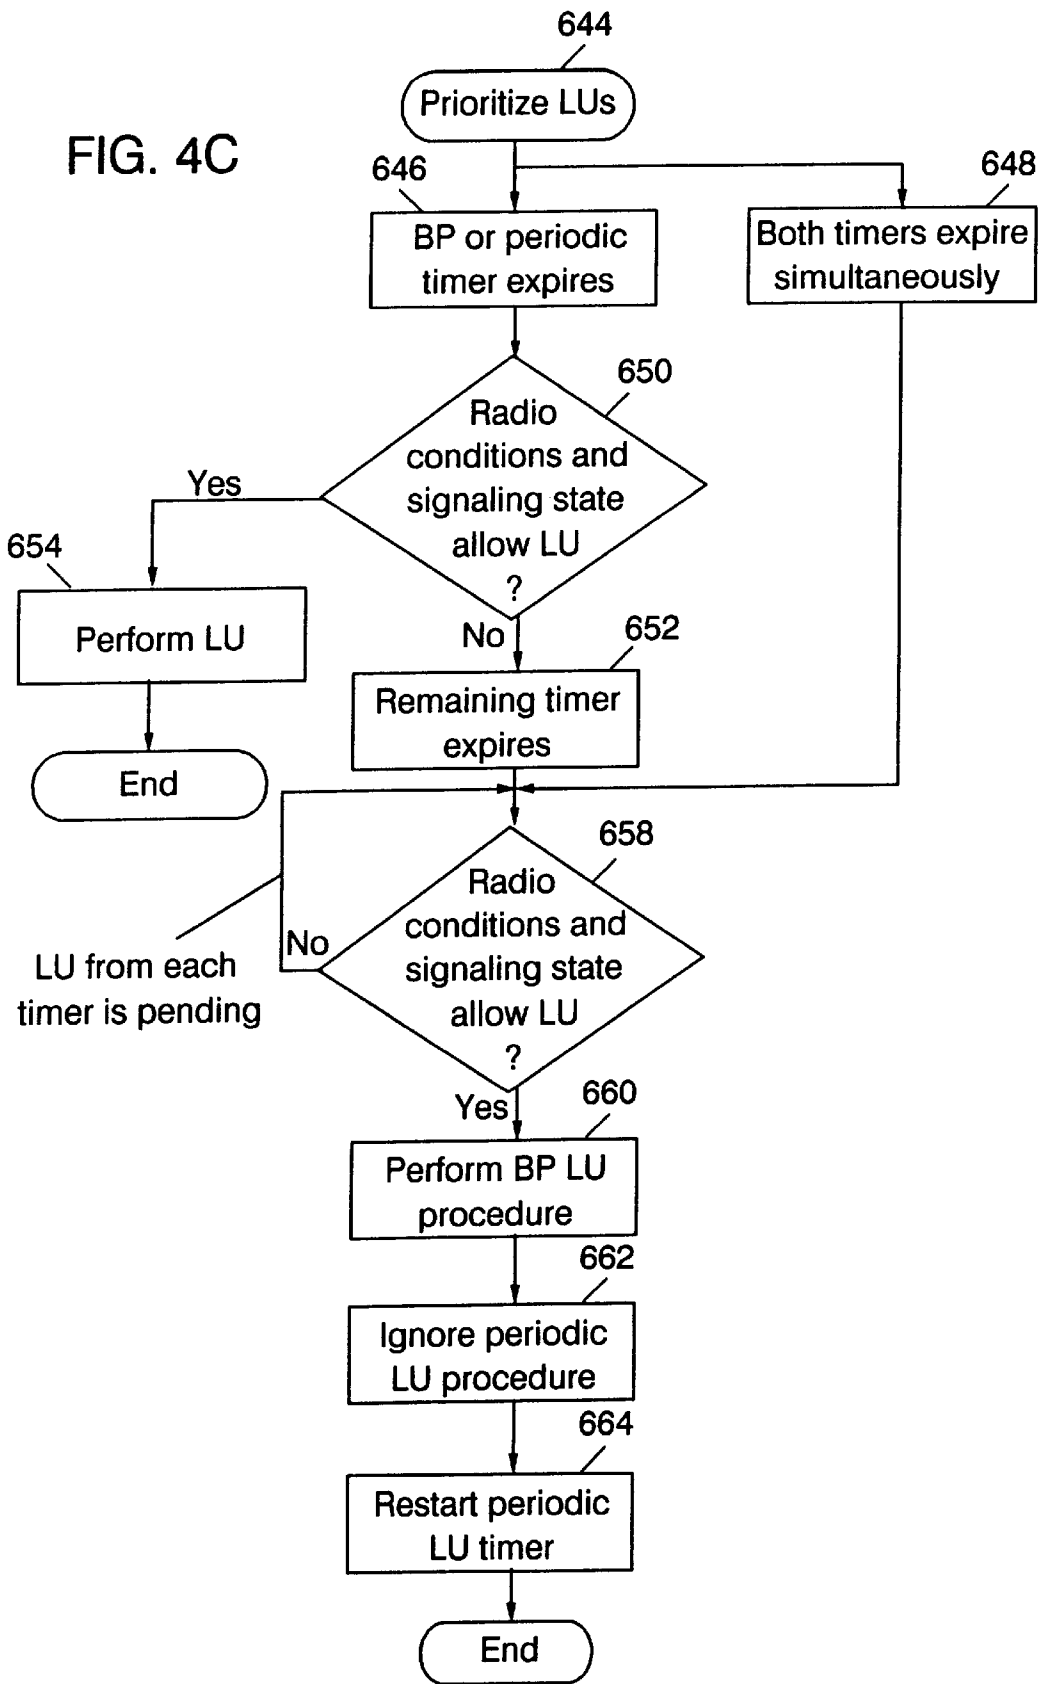 644
Prioritize LUs
FIG. 4C
646
648
BP or periodic
timer expires
Both timers expire
simultaneously
650
Radio
conditions and
signaling state
allow LU
?
Yes
654
Perform LU
No
652
Remaining timer
expires
End
658
Radio
conditions and
signaling state
allow LU
?
No
LU from each
timer is pending
Yes
660
Perform BP LU
procedure
662
Ignore periodic
LU procedure
664
Restart periodic
LU timer
End